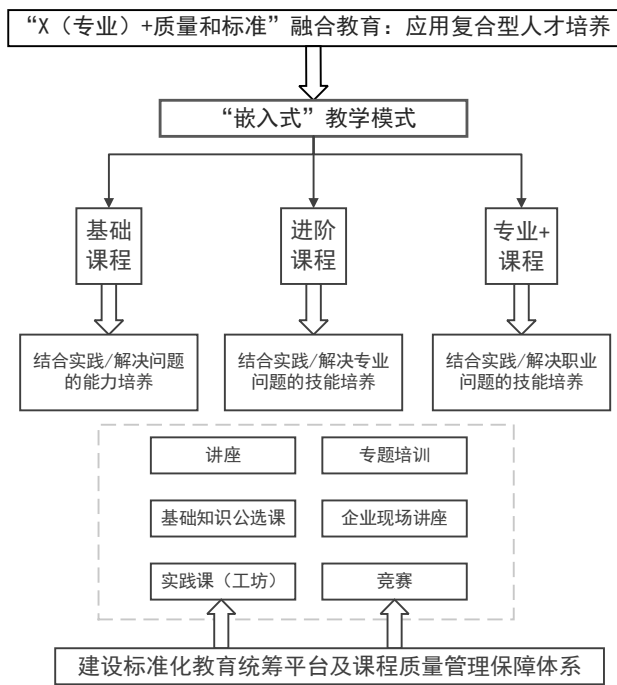 “X（专业）+质量和标准”融合教育：应用复合型人才培养
“嵌入式”教学模式
基础
课程
进阶
课程
专业+
课程
结合实践/解决问题
的能力培养
结合实践/解决专业
问题的技能培养
结合实践/解决职业
问题的技能培养
讲座
专题培训
基础知识公选课
企业现场讲座
实践课（工坊）
竞赛
建设标准化教育统筹平台及课程质量管理保障体系